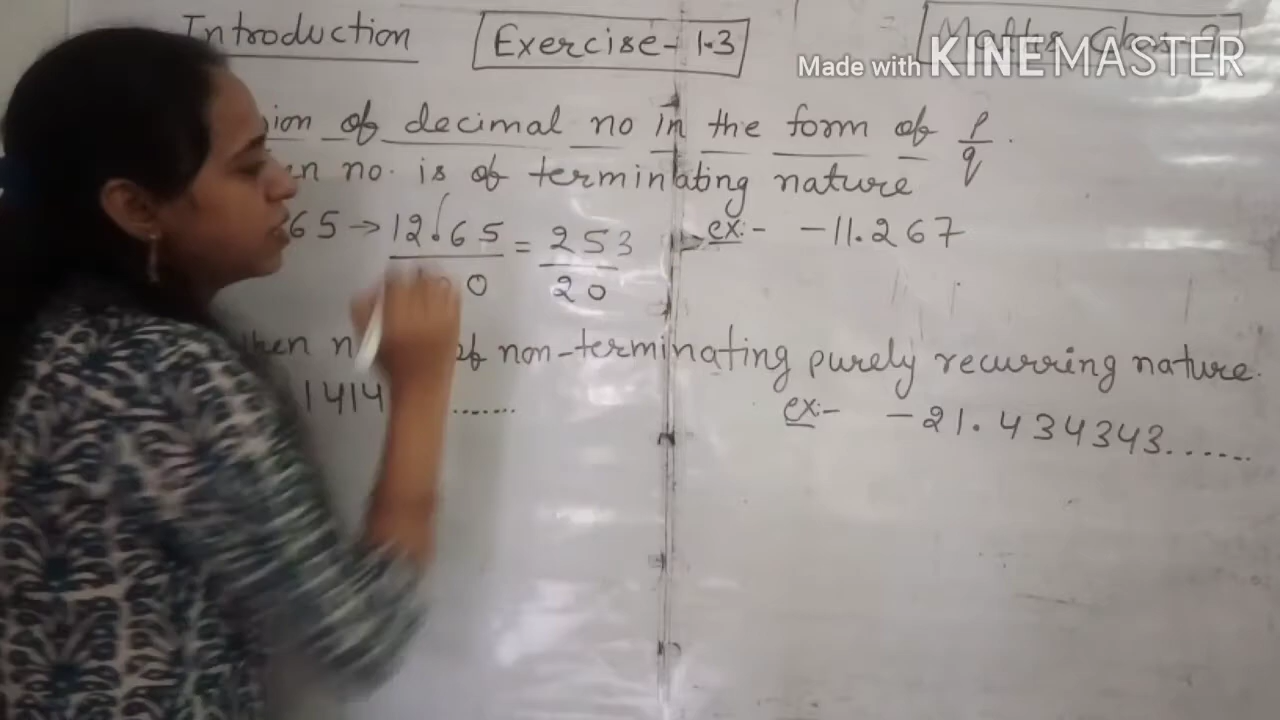 Introduction Exercise-1.3
Made with KINEMASTER
of decimal no in the form of p/q.
no. is of terminating nature
65 → 12.65 = 253/20 ex:- -11.267
of non-terminating purely recurring nature.
1414 ....... ex:- -21.434343......